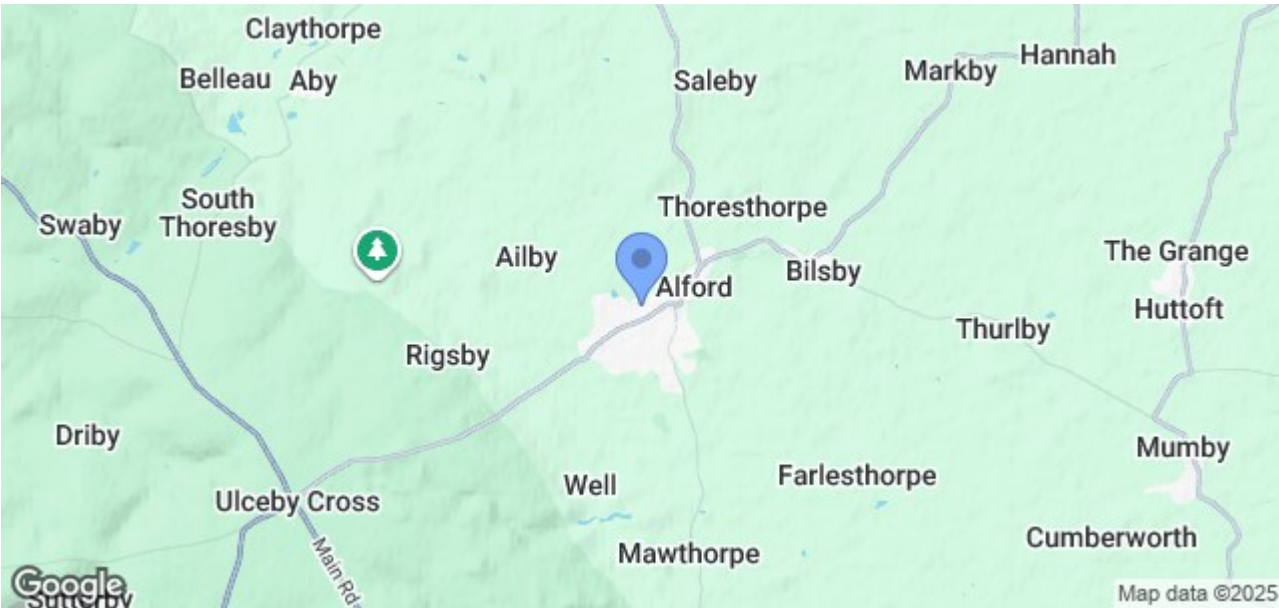 Claythorpe
Belleau
Aby
Saleby
Markby
Hannah
South
Thoresby
Swaby
Thoresthorpe
Ailby
Alford
Bilsby
The Grange
Huttoft
Thurlby
Rigsby
Driby
Ulceby Cross
Well
Farlesthorpe
Mumby
Main Rd
Mawthorpe
Cumberworth
Google
Sutterby
Map data ©2025